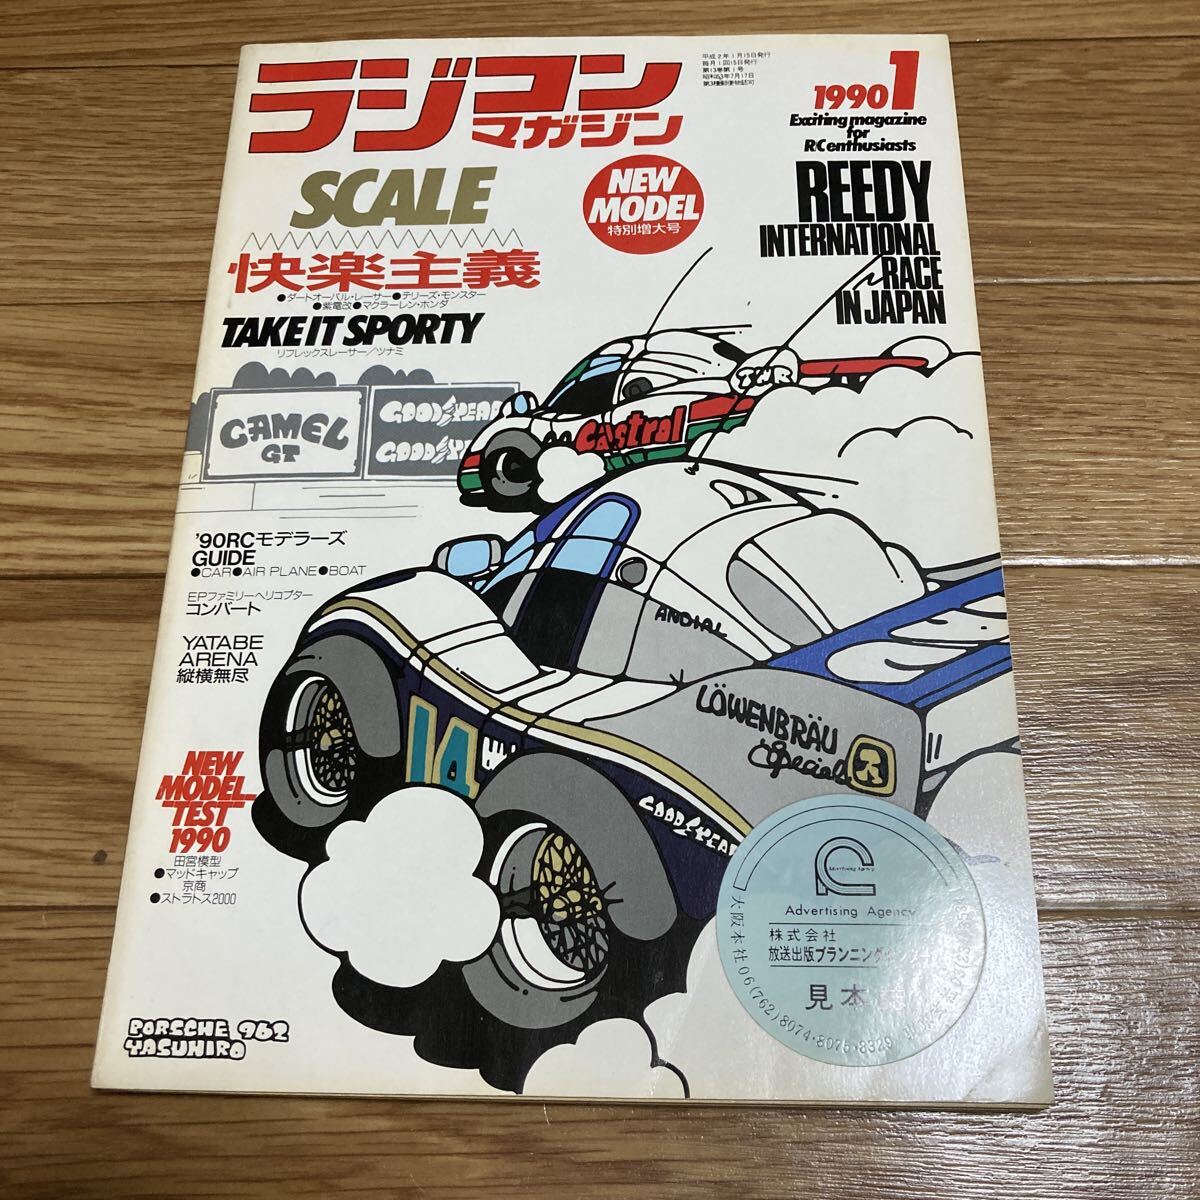 ラジコン
マガジン
平成2年1月15日発行
毎月1回15日発行
第13巻第1号
昭和53年7月17日
第3種郵便物認可
1990 1
Exciting magazine
for
RC enthusiasts
SCALE
快楽主義
●ダートオーバル・レーサー●テリーズ・モンスター
●紫電改●マクラーレン・ホンダ
NEW
MODEL
特別増大号
REEDY
INTERNATIONAL
RACE
IN JAPAN
TAKE IT SPORTY
リフレックスレーサー/ツナミ
CAMEL
GT
GOODYEAR
GOODYE
TWR
Castrol
'90RCモデラーズ
GUIDE
●CAR●AIR PLANE●BOAT
EPファミリーヘリコプター
コンバート
YATABE
ARENA
縦横無尽
ANDIAL
LÖWENBRÄU
Special
14
GOODYEAR
NEW
MODEL
TEST
1990
田宮模型
●マッドキャップ
京商
●ストラトス2000
PORSCHE 962
YASUHIRO
Advertising Agency
Advertising Agency
株式会社
放送出版プランニング
見本
大阪本社 06(762)8074・8075・8329